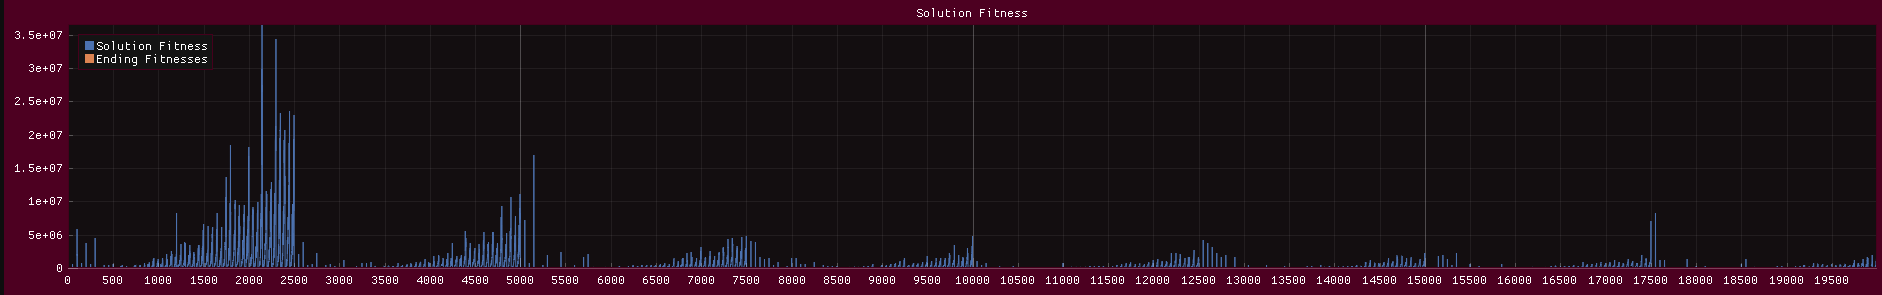 Solution Fitness
3.5e+07
3e+07
2.5e+07
2e+07
1.5e+07
1e+07
5e+06
0
Solution Fitness
Ending Fitnesses
0 500 1000 1500 2000 2500 3000 3500 4000 4500 5000 5500 6000 6500 7000 7500 8000 8500 9000 9500 10000 10500 11000 11500 12000 12500 13000 13500 14000 14500 15000 15500 16000 16500 17000 17500 18000 18500 19000 19500